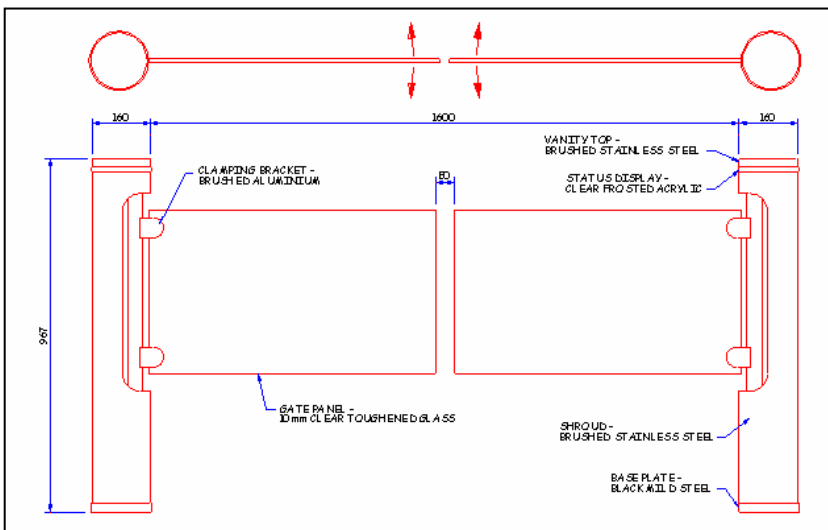 160
1600
160
VANITY TOP -
BRUSHED STAINLESS STEEL
CLAMPING BRACKET -
BRUSHED ALUMINIUM
STATUS DISPLAY -
CLEAR FROSTED ACRYLIC
967
GATE PANEL -
10mm CLEAR TOUGHENED GLASS
SHROUD -
BRUSHED STAINLESS STEEL
BASE PLATE -
BLACK MILD STEEL